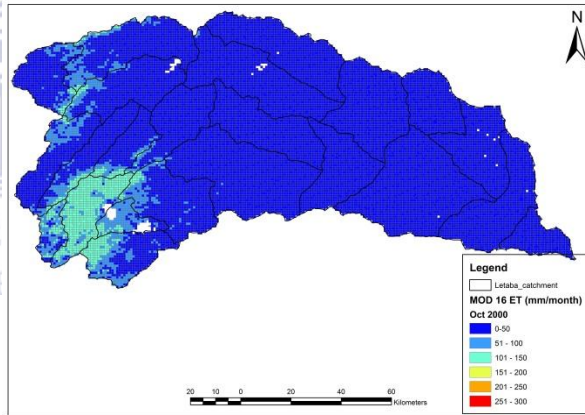 N
Legend
Letaba_catchment
MOD 16 ET (mm/month)
Oct 2000
0-50
51 - 100
101 - 150
151 - 200
201 - 250
251 - 300
20 10 0 20 40 60
Kilometers